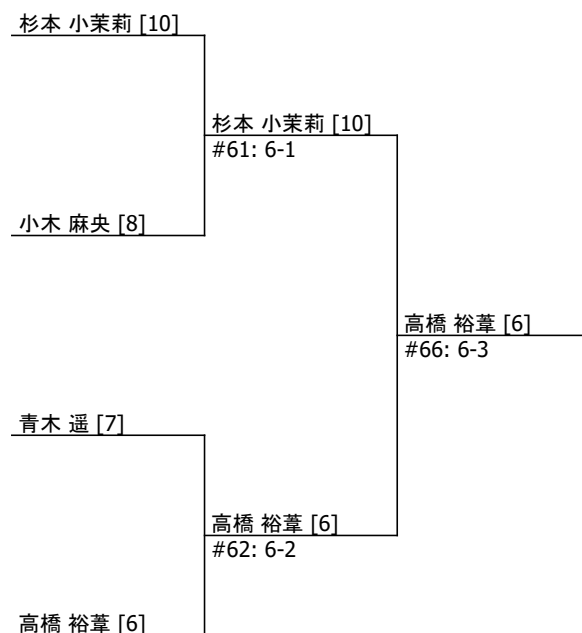 杉本 小茉莉 [10]
杉本 小茉莉 [10]
#61: 6-1
小木 麻央 [8]
高橋 裕葦 [6]
#66: 6-3
青木 遥 [7]
高橋 裕葦 [6]
#62: 6-2
高橋 裕葦 [6]